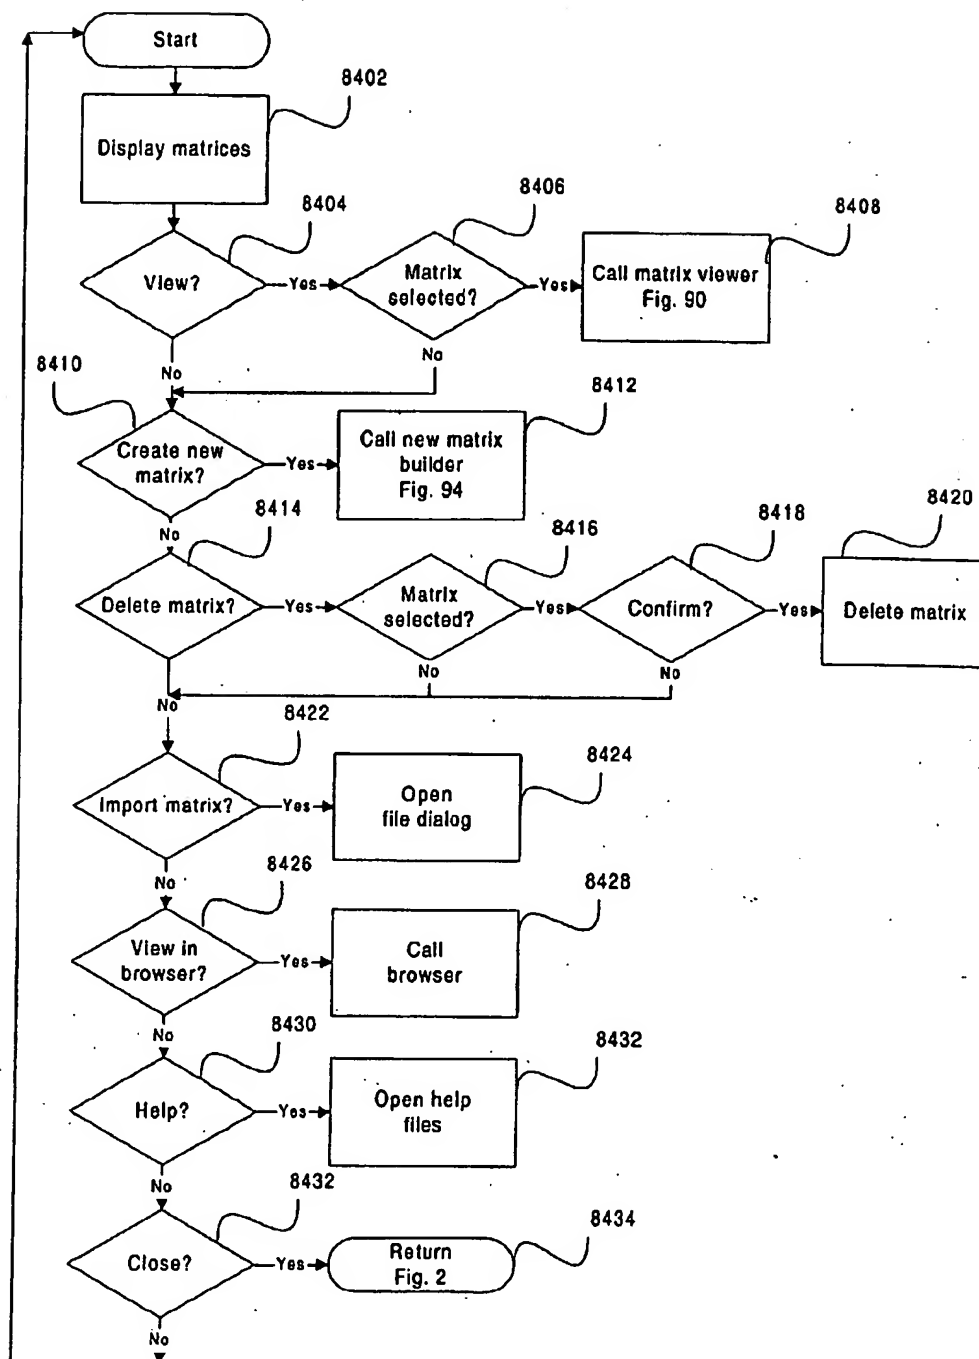 Start
8402
Display matrices
8404
8406
8408
View?
Yes
Matrix
selected?
Yes
Call matrix viewer
Fig. 90
No
No
8410
8412
Create new
matrix?
Yes
Call new matrix
builder
Fig. 94
No
8414
8416
8418
8420
Delete matrix?
Yes
Matrix
selected?
Yes
Confirm?
Yes
Delete matrix
No
No
No
8422
8424
Import matrix?
Yes
Open
file dialog
No
8426
8428
View in
browser?
Yes
Call
browser
No
8430
8432
Help?
Yes
Open help
files
No
8432
8434
Close?
Yes
Return
Fig. 2
No